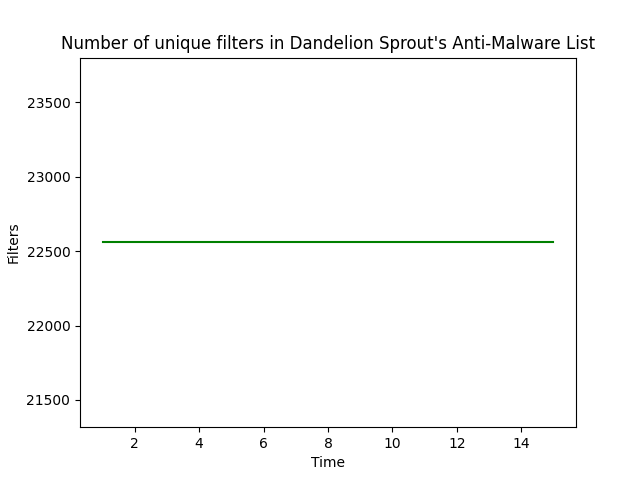 Number of unique filters in Dandelion Sprout's Anti-Malware List
23500
23000
22500
22000
21500
Filters
2 4 6 8 10 12 14
Time